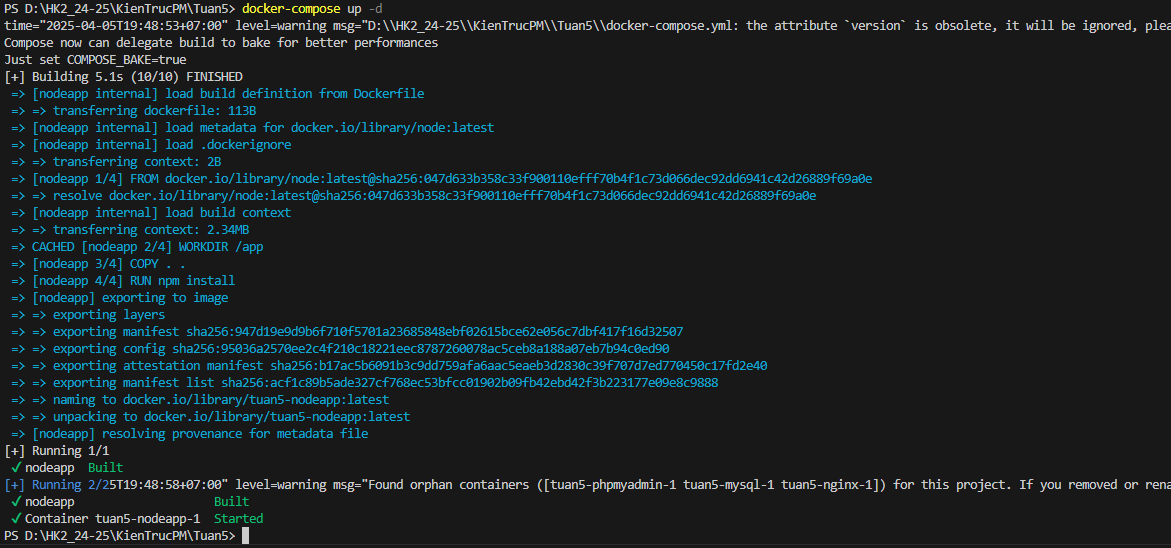 PS D:\HK2_24-25\KienTrucPM\Tuan5> docker-compose up -d
time="2025-04-05T19:48:53+07:00" level=warning msg="D:\\HK2_24-25\\KienTrucPM\\Tuan5\\docker-compose.yml: the attribute `version` is obsolete, it will be ignored, plea
Compose now can delegate build to bake for better performances
Just set COMPOSE_BAKE=true
[+] Building 5.1s (10/10) FINISHED
=> [nodeapp internal] load build definition from Dockerfile
=> => transferring dockerfile: 113B
=> [nodeapp internal] load metadata for docker.io/library/node:latest
=> [nodeapp internal] load .dockerignore
=> => transferring context: 2B
=> [nodeapp 1/4] FROM docker.io/library/node:latest@sha256:047d633b358c33f900110efff70b4f1c73d066dec92dd6941c42d26889f69a0e
=> => resolve docker.io/library/node:latest@sha256:047d633b358c33f900110efff70b4f1c73d066dec92dd6941c42d26889f69a0e
=> [nodeapp internal] load build context
=> => transferring context: 2.34MB
=> CACHED [nodeapp 2/4] WORKDIR /app
=> [nodeapp 3/4] COPY . .
=> [nodeapp 4/4] RUN npm install
=> [nodeapp] exporting to image
=> => exporting layers
=> => exporting manifest sha256:947d19e9d9b6f710f5701a23685848ebf02615bce62e056c7dbf417f16d32507
=> => exporting config sha256:95036a2570ee2c4f210c18221eec8787260078ac5ceb8a188a07eb7b94c0ed90
=> => exporting attestation manifest sha256:b17ac5b6091b3c9dd759afa6aac5eaeb3d2830c39f707d7ed770450c17fd2e40
=> => exporting manifest list sha256:acf1c89b5ade327cf768ec53bfcc01902b09fb42ebd42f3b223177e09e8c9888
=> => naming to docker.io/library/tuan5-nodeapp:latest
=> => unpacking to docker.io/library/tuan5-nodeapp:latest
=> [nodeapp] resolving provenance for metadata file
[+] Running 1/1
✓ nodeapp Built
[+] Running 2/25T19:48:58+07:00" level=warning msg="Found orphan containers ([tuan5-phpmyadmin-1 tuan5-mysql-1 tuan5-nginx-1]) for this project. If you removed or rena
✓ nodeapp Built
✓ Container tuan5-nodeapp-1 Started
PS D:\HK2_24-25\KienTrucPM\Tuan5>